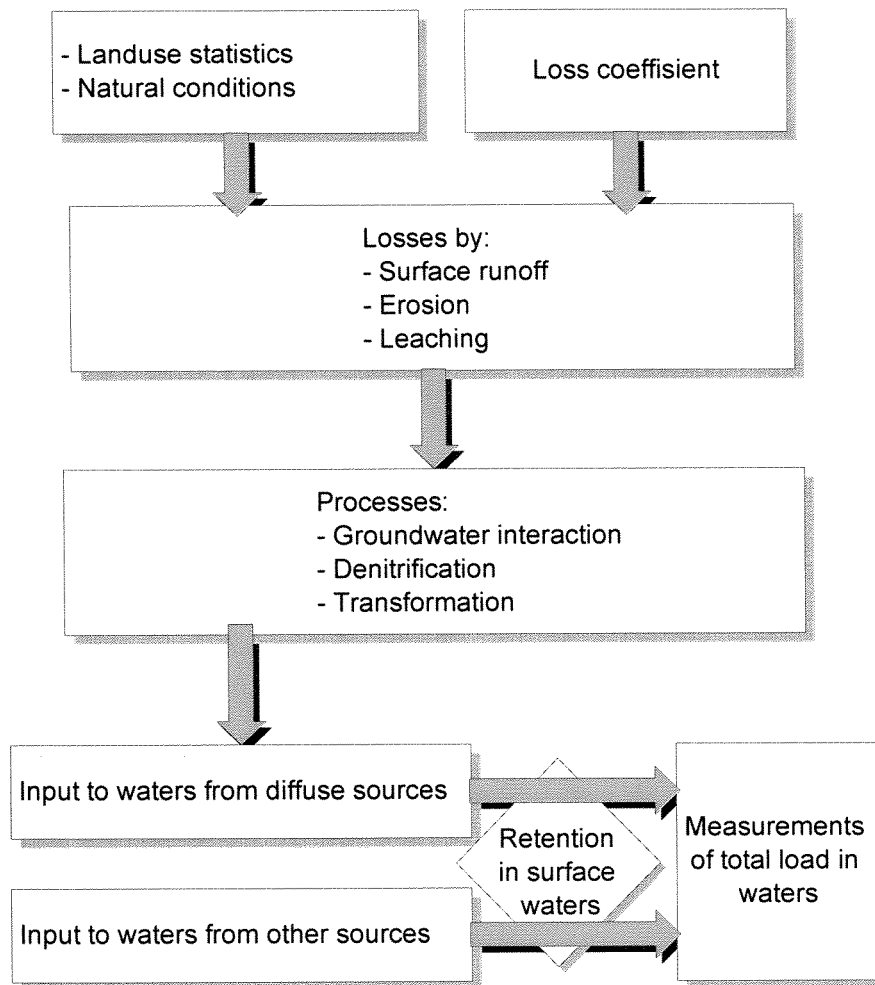 - Landuse statistics
- Natural conditions
Loss coeffisient
Losses by:
- Surface runoff
- Erosion
- Leaching
Processes:
- Groundwater interaction
- Denitrification
- Transformation
Input to waters from diffuse sources
Retention
in surface
waters
Measurements
of total load in
waters
Input to waters from other sources